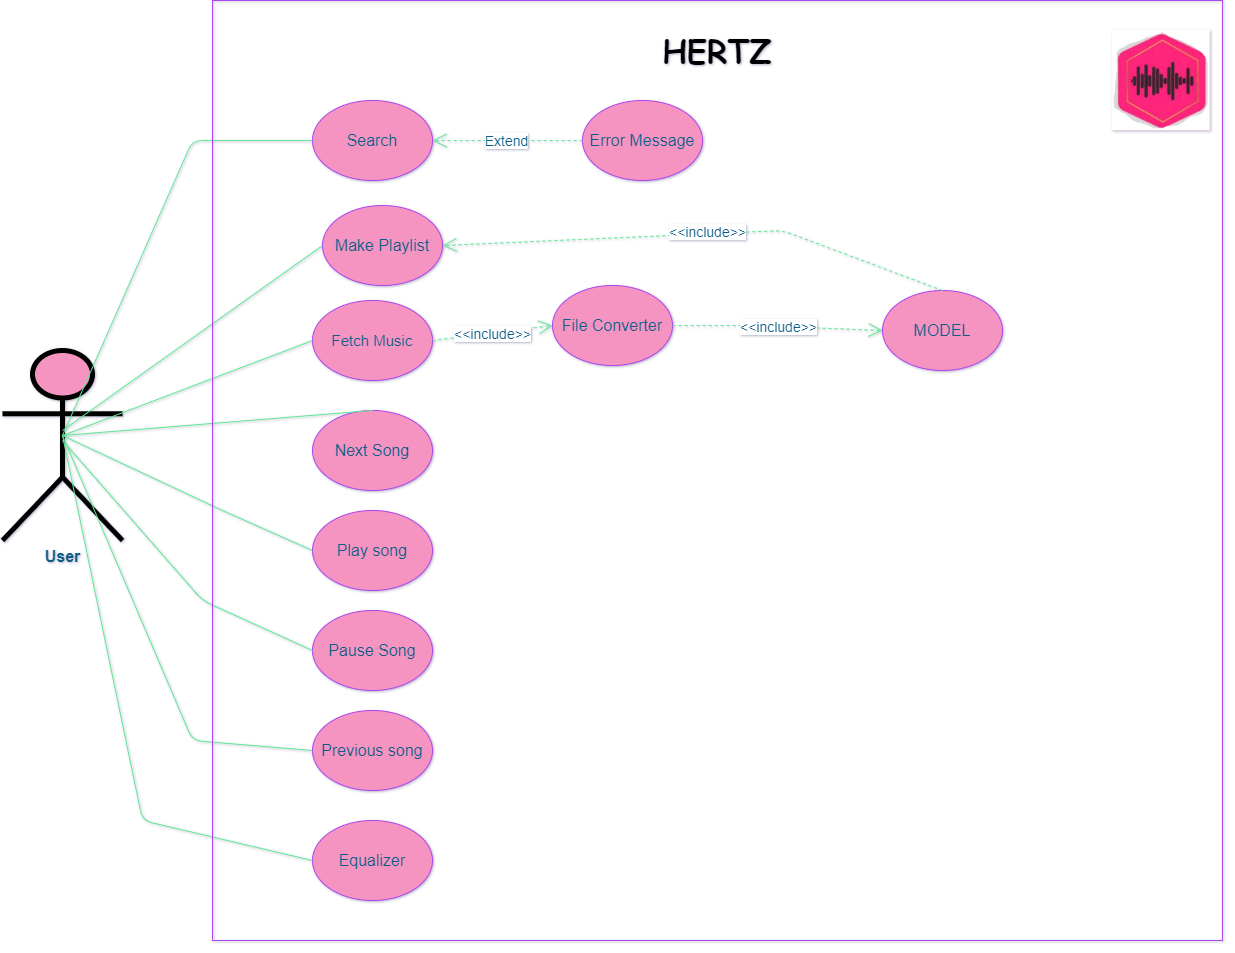 HERTZ
Search
Extend
Error Message
Make Playlist
<<include>>
Fetch Music
<<include>>
File Converter
<<include>>
MODEL
Next Song
User
Play song
Pause Song
Previous song
Equalizer